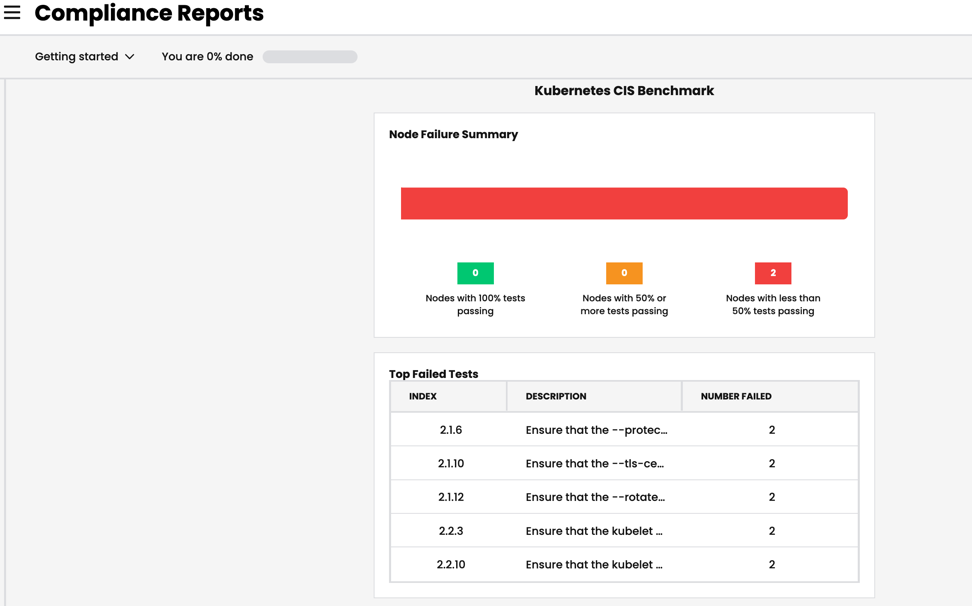 Compliance Reports
Getting started
You are 0% done
Kubernetes CIS Benchmark
Node Failure Summary
0
Nodes with 100% tests
passing
0
Nodes with 50% or
more tests passing
2
Nodes with less than
50% tests passing
Top Failed Tests
INDEX DESCRIPTION NUMBER FAILED
2.1.6 Ensure that the --protec... 2
2.1.10 Ensure that the --tls-ce... 2
2.1.12 Ensure that the --rotate... 2
2.2.3 Ensure that the kubelet ... 2
2.2.10 Ensure that the kubelet ... 2